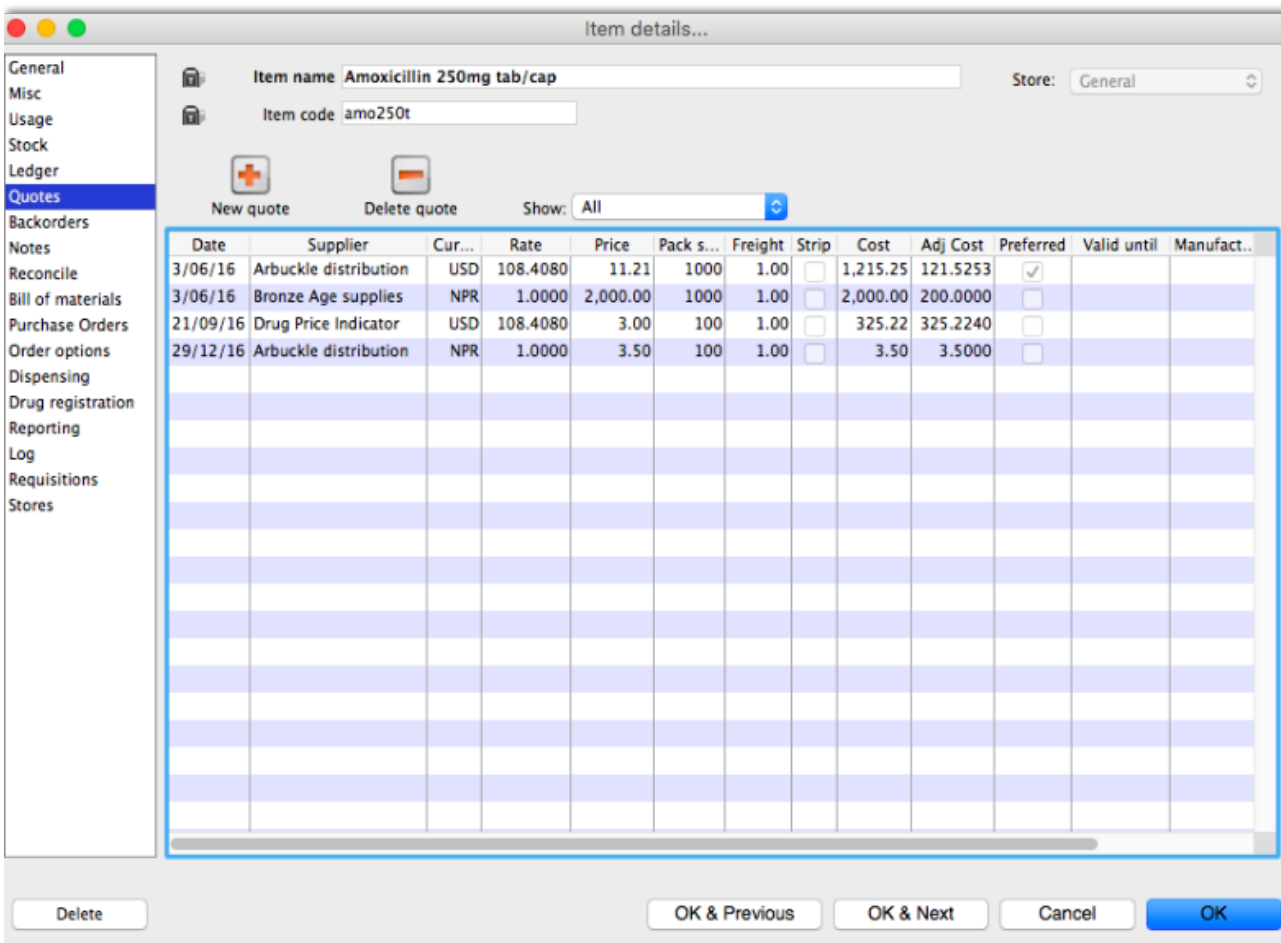 Item details...
General
Misc
Usage
Stock
Ledger
Quotes
Backorders
Notes
Reconcile
Bill of materials
Purchase Orders
Order options
Dispensing
Drug registration
Reporting
Log
Requisitions
Stores
Item name Amoxicillin 250mg tab/cap
Store: General
Item code amo250t
New quote Delete quote Show: All
Date Supplier Cur... Rate Price Pack s... Freight Strip Cost Adj Cost Preferred Valid until Manufact..
3/06/16 Arbuckle distribution USD 108.4080 11.21 1000 1.00 1,215.25 121.5253
3/06/16 Bronze Age supplies NPR 1.0000 2,000.00 1000 1.00 2,000.00 200.0000
21/09/16 Drug Price Indicator USD 108.4080 3.00 100 1.00 325.22 325.2240
29/12/16 Arbuckle distribution NPR 1.0000 3.50 100 1.00 3.50 3.5000
Delete OK & Previous OK & Next Cancel OK